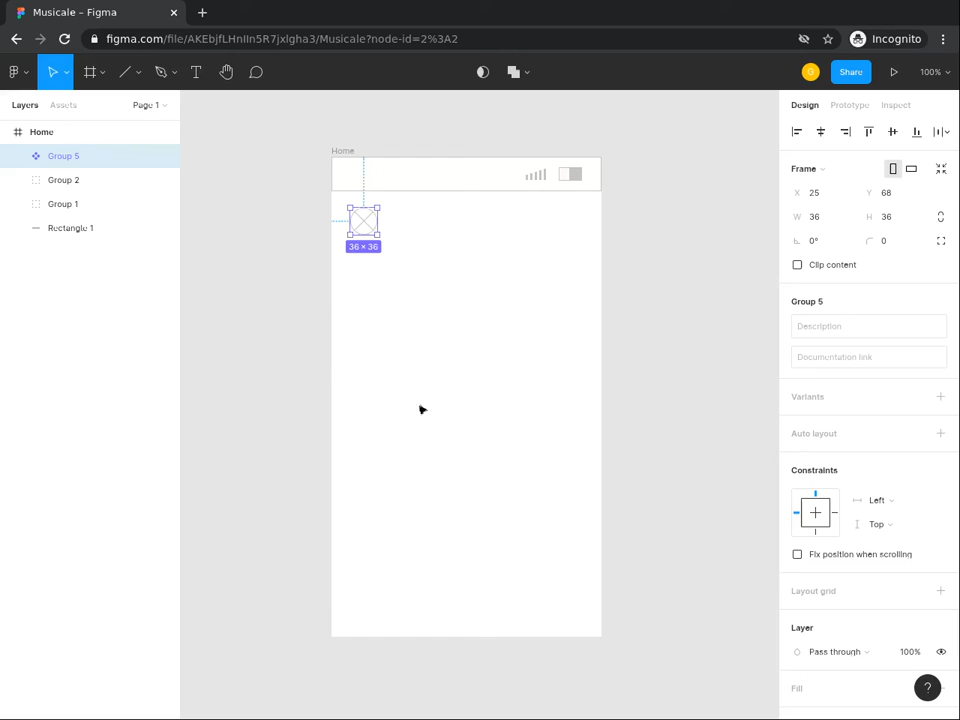 Musicale – Figma
figma.com/file/AKEbjfLHnIIn5R7jxlgha3/Musicale?node-id=2%3A2
Incognito
G
Share
100%
Layers
Assets
Page 1
Home
Group 5
Group 2
Group 1
Rectangle 1
Home
36 × 36
Design
Prototype
Inspect
Frame
X 25
Y 68
W 36
H 36
0°
0
Clip content
Group 5
Description
Documentation link
Variants
Auto layout
Constraints
Left
Top
Fix position when scrolling
Layout grid
Layer
Pass through
100%
Fill
?